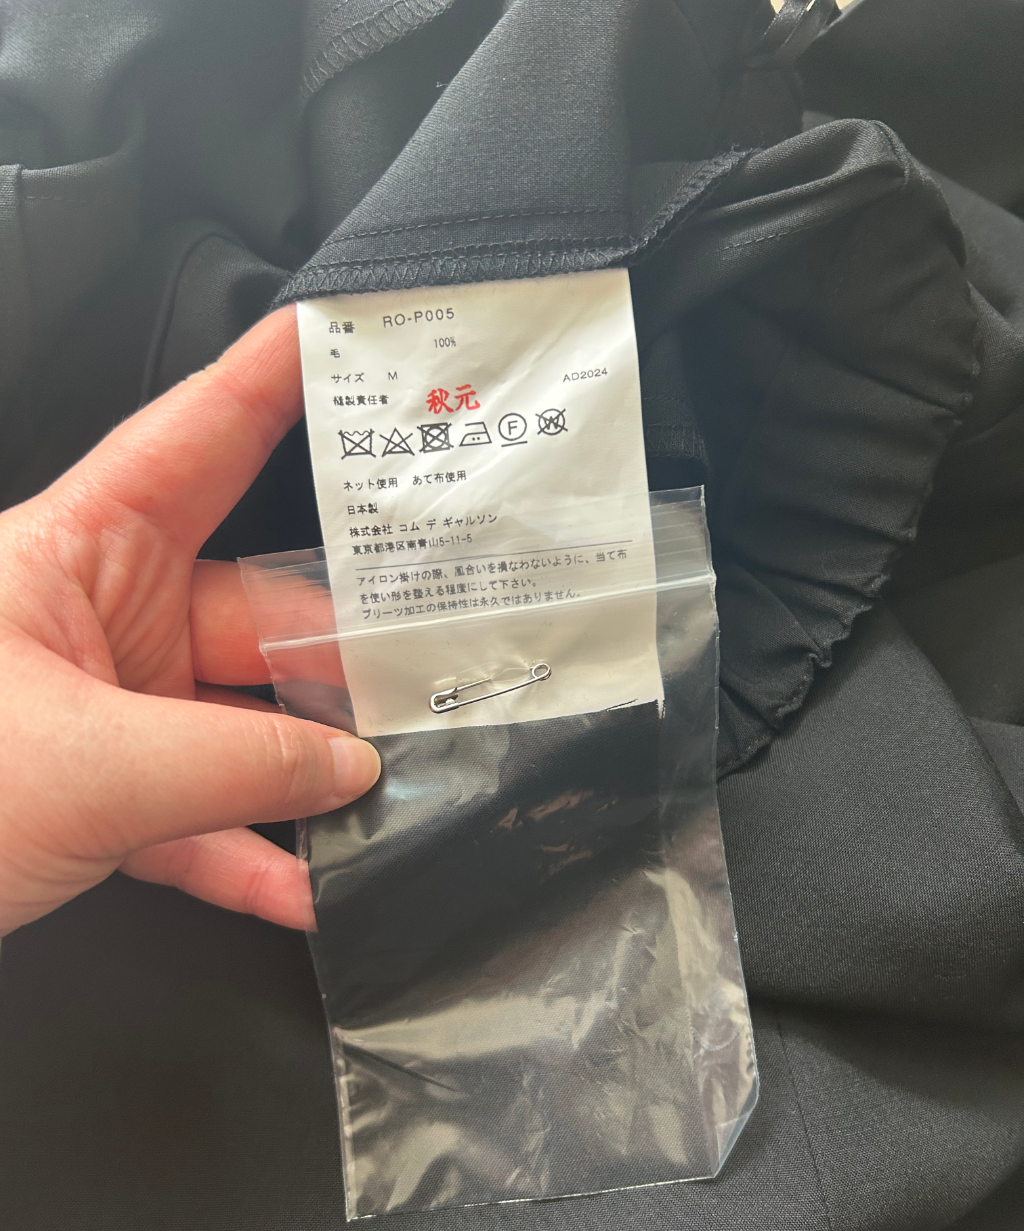 品番 RO-P005
毛 100%
サイズ M
AD2024
縫製責任者 秋元
F W
ネット使用 あて布使用
日本製
株式会社 コム デ ギャルソン
東京都港区南青山5-11-5
アイロン掛けの際、風合いを損なわないように、当て布
を使い形を整える程度にして下さい。
プリーツ加工の保持性は永久ではありません。